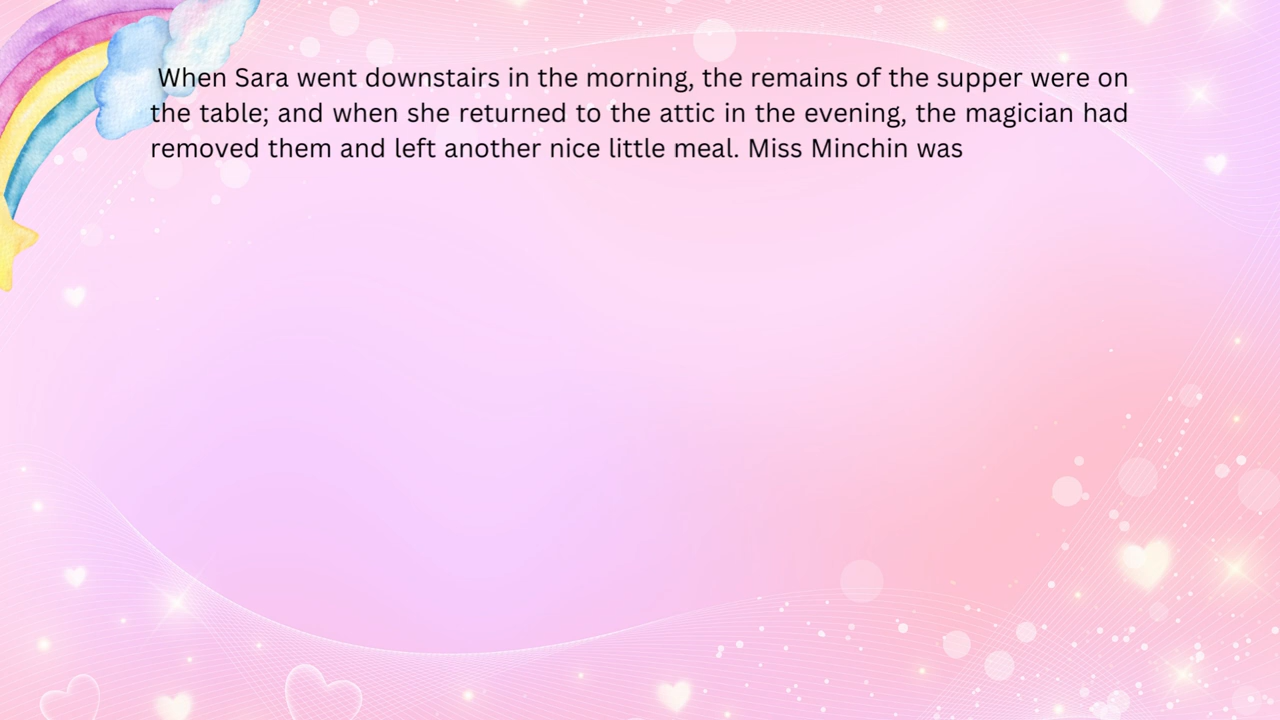 When Sara went downstairs in the morning, the remains of the supper were on
the table; and when she returned to the attic in the evening, the magician had
removed them and left another nice little meal. Miss Minchin was